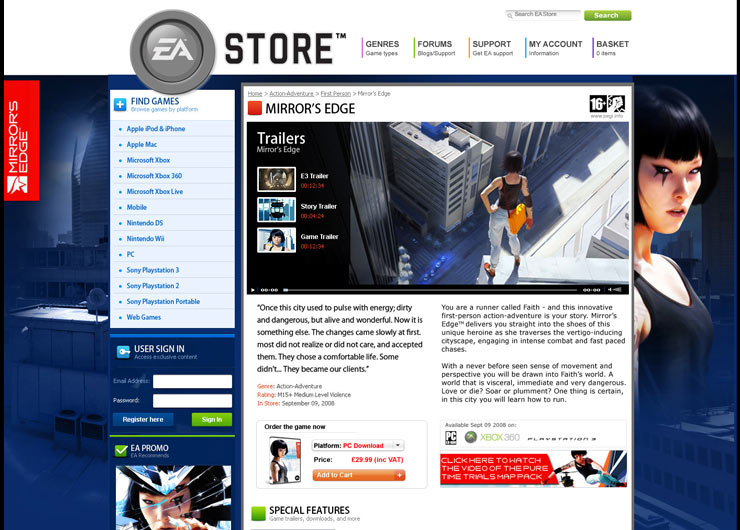 Search EA Store
Search
EA
STORE™
GENRES
Game types
FORUMS
Blogs/Support
SUPPORT
Get EA support
MY ACCOUNT
Information
BASKET
0 items
MIRROR'S
EDGE™
FIND GAMES
Browse games by platform
Apple iPod & iPhone
Apple Mac
Microsoft Xbox
Microsoft Xbox 360
Microsoft Xbox Live
Mobile
Nintendo DS
Nintendo Wii
PC
Sony Playstation 3
Sony Playstation 2
Sony Playstation Portable
Web Games
USER SIGN IN
Access exclusive content
Email Address:
Password:
Register here
Sign In
EA PROMO
EA Recommends
Home > Action-Adventure > First Person > Mirror's Edge
MIRROR'S EDGE
16+
www.pegi.info
Trailers
Mirror's Edge
E3 Trailer
00:12:34
Story Trailer
00:04:24
Game Trailer
00:12:34
00:00
00:00
"Once this city used to pulse with energy; dirty
and dangerous, but alive and wonderful. Now it is
something else. The changes came slowly at first.
most did not realize or did not care, and accepted
them. They chose a comfortable life. Some
didn't... They became our clients."
Genre: Action-Adventure
Rating: M15+ Medium Level Violence
In Store: September 09, 2008
You are a runner called Faith - and this innovative
first-person action-adventure is your story. Mirror's
Edge™ delivers you straight into the shoes of this
unique heroine as she traverses the vertigo-inducing
cityscape, engaging in intense combat and fast paced
chases.
With a never before seen sense of movement and
perspective you will be drawn into Faith's world. A
world that is visceral, immediate and very dangerous.
Love or die? Soar or plummet? One thing is certain,
in this city you will learn how to run.
Order the game now
Platform: PC Download
Price: £29.99 (inc VAT)
Add to Cart +
Available Sept 09 2008 on:
PC
XBOX360
PLAYSTATION 3
CLICK HERE TO WATCH
THE VIDEO OF THE PURE
TIME TRIALS MAP PACK
SPECIAL FEATURES
Game trailers, downloads, and more